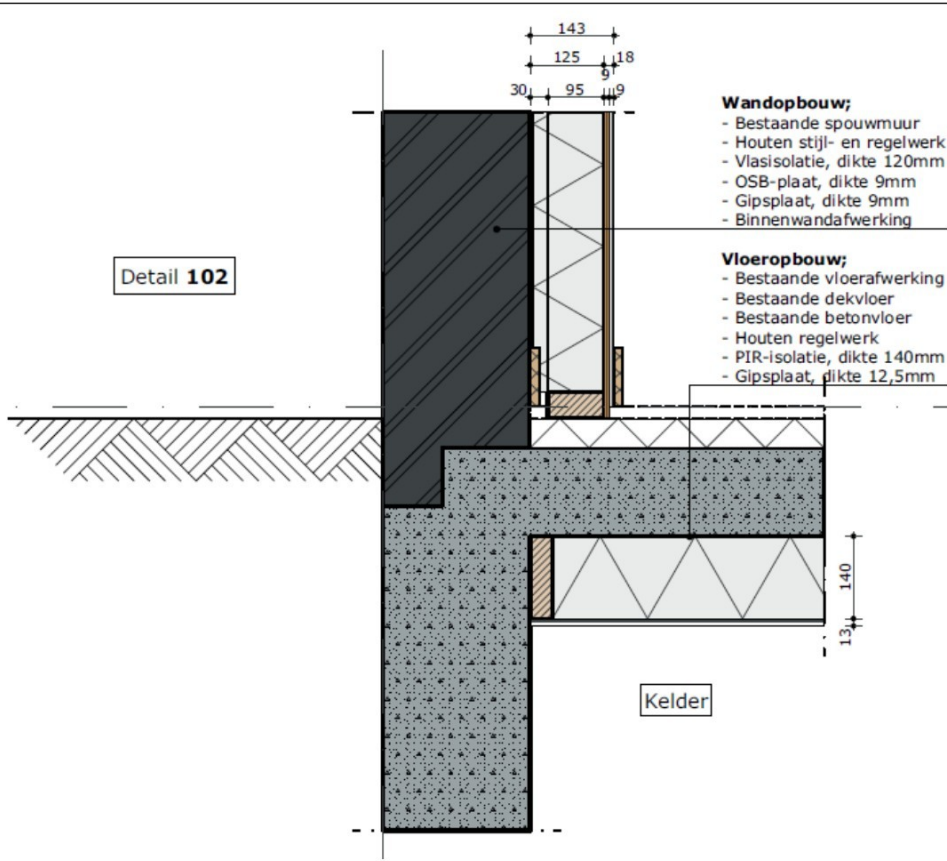 143
125 18
9
30 95 9
Wandopbouw;
- Bestaande spouwmuur
- Houten stijl- en regelwerk
- Vlasisolatie, dikte 120mm
- OSB-plaat, dikte 9mm
- Gipsplaat, dikte 9mm
- Binnenwandafwerking
Detail 102
Vloeropbouw;
- Bestaande vloerafwerking
- Bestaande dekvloer
- Bestaande betonvloer
- Houten regelwerk
- PIR-isolatie, dikte 140mm
- Gipsplaat, dikte 12,5mm
140
13
Kelder